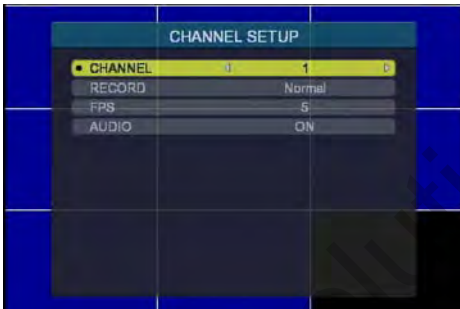 CHANNEL SETUP
CHANNEL 1
RECORD Normal
FPS 5
AUDIO ON